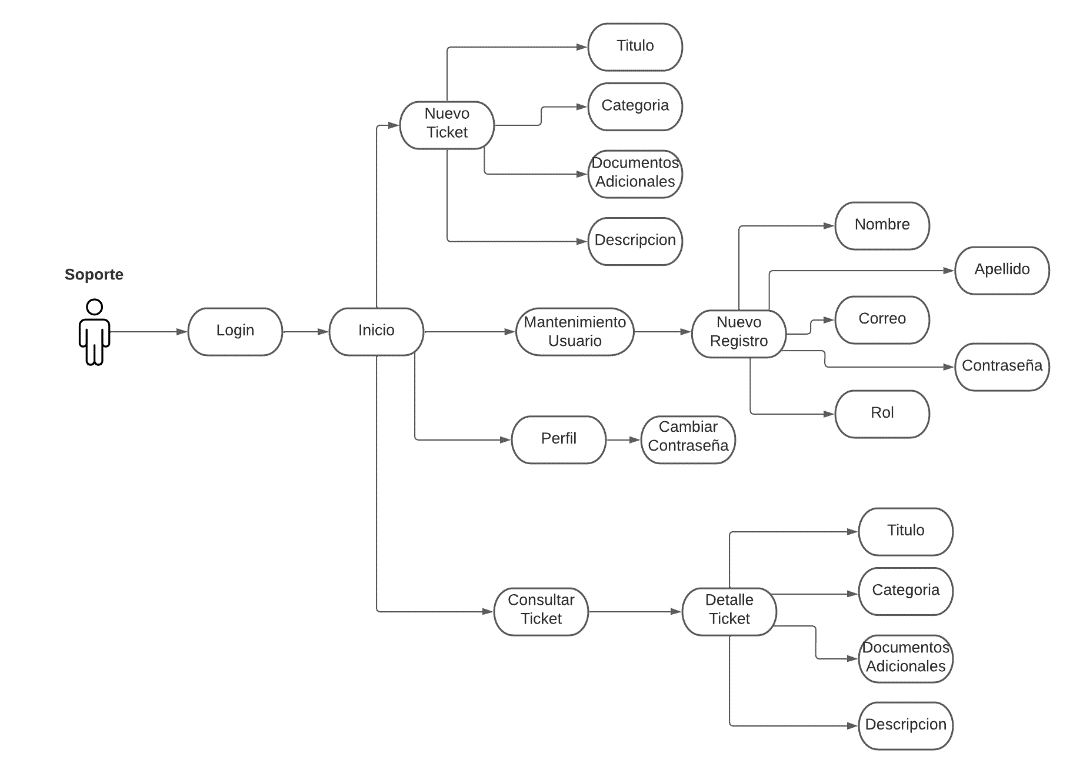 Titulo
Nuevo
Ticket
Categoria
Documentos
Adicionales
Descripcion
Soporte
Login
Inicio
Mantenimiento
Usuario
Nuevo
Registro
Nombre
Apellido
Correo
Contraseña
Rol
Perfil
Cambiar
Contraseña
Consultar
Ticket
Detalle
Ticket
Titulo
Categoria
Documentos
Adicionales
Descripcion